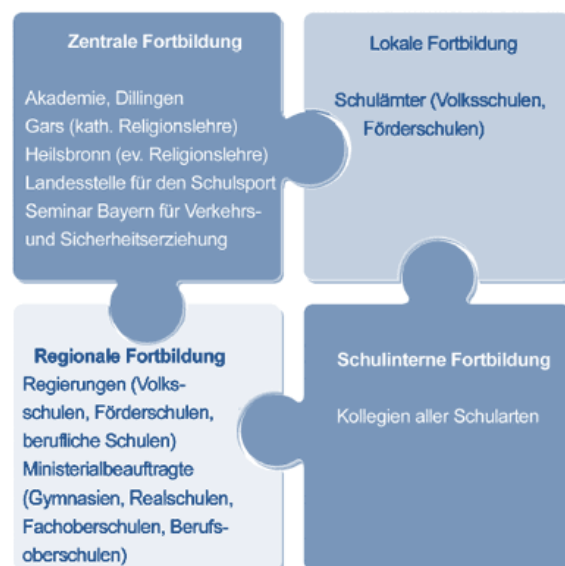 Zentrale Fortbildung
Akademie, Dillingen
Gars (kath. Religionslehre)
Heilsbronn (ev. Religionslehre)
Landesstelle für den Schulsport
Seminar Bayern für Verkehrs-
und Sicherheitserziehung
Lokale Fortbildung
Schulämter (Volksschulen,
Förderschulen)
Regionale Fortbildung
Regierungen (Volks-
schulen, Förderschulen,
berufliche Schulen)
Ministerialbeauftragte
(Gymnasien, Realschulen,
Fachoberschulen, Berufs-
oberschulen)
Schulinterne Fortbildung
Kollegien aller Schularten